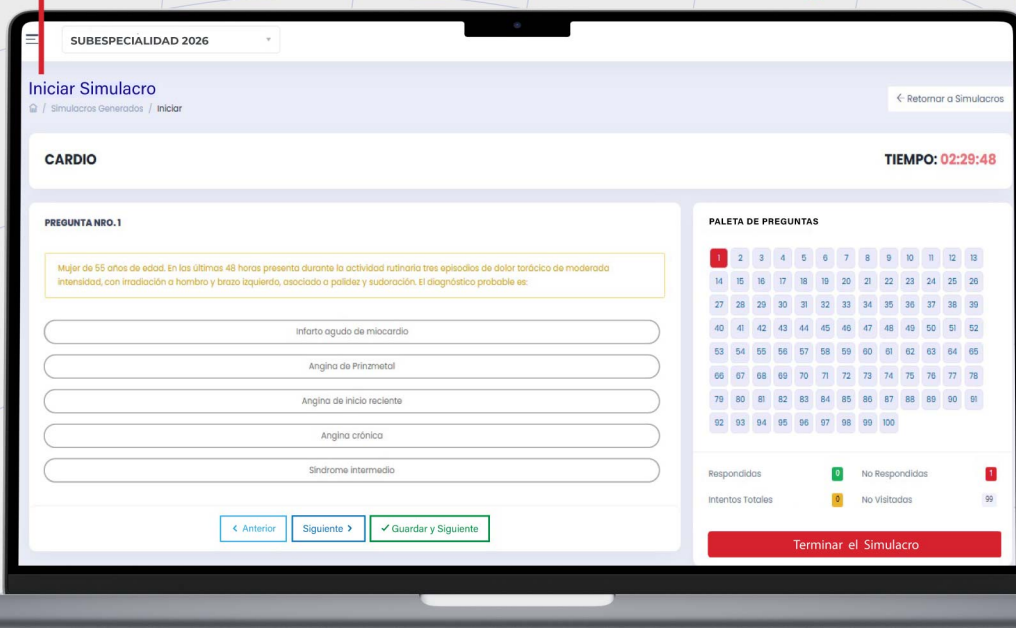 SUBESPECIALIDAD 2026
Iniciar Simulacro
/ Simulacros Generados / Iniciar
← Retornar a Simulacros
CARDIO
TIEMPO: 02:29:48
PREGUNTA NRO. 1
Mujer de 55 años de edad. En las últimas 48 horas presenta durante la actividad rutinaria tres episodios de dolor torácico de moderada
intensidad, con irradiación a hombro y brazo izquierdo, asociado a palidez y sudoración. El diagnóstico probable es:
Infarto agudo de miocardio
Angina de Prinzmetal
Angina de inicio reciente
Angina crónica
Síndrome intermedio
‹ Anterior
Siguiente ›
✓ Guardar y Siguiente
PALETA DE PREGUNTAS
1 2 3 4 5 6 7 8 9 10 11 12 13
14 15 16 17 18 19 20 21 22 23 24 25 26
27 28 29 30 31 32 33 34 35 36 37 38 39
40 41 42 43 44 45 46 47 48 49 50 51 52
53 54 55 56 57 58 59 60 61 62 63 64 65
66 67 68 69 70 71 72 73 74 75 76 77 78
79 80 81 82 83 84 85 86 87 88 89 90 91
92 93 94 95 96 97 98 99 100
Respondidas 0 No Respondidas 1
Intentos Totales 0 No Visitadas 99
Terminar el Simulacro